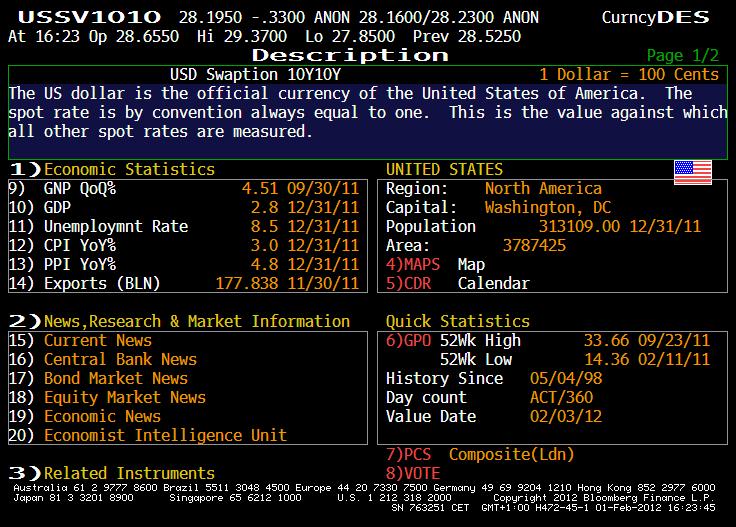 USSV1010 28.1950 -.3300 ANON 28.1600/28.2300 ANON CurncyDES
At 16:23 Op 28.6550 Hi 29.3700 Lo 27.8500 Prev 28.5250
Description Page 1/2
USD Swaption 10Y10Y 1 Dollar = 100 Cents
The US dollar is the official currency of the United States of America. The
spot rate is by convention always equal to one. This is the value against which
all other spot rates are measured.
1)Economic Statistics
9) GNP QoQ% 4.51 09/30/11
10) GDP 2.8 12/31/11
11) Unemploymnt Rate 8.5 12/31/11
12) CPI YoY% 3.0 12/31/11
13) PPI YoY% 4.8 12/31/11
14) Exports (BLN) 177.838 11/30/11
UNITED STATES
Region: North America
Capital: Washington, DC
Population 313109.00 12/31/11
Area: 3787425
4)MAPS Map
5)CDR Calendar
2)News,Research & Market Information
15) Current News
16) Central Bank News
17) Bond Market News
18) Equity Market News
19) Economic News
20) Economist Intelligence Unit
Quick Statistics
6)GPO 52Wk High 33.66 09/23/11
52Wk Low 14.36 02/11/11
History Since 05/04/98
Day count ACT/360
Value Date 02/03/12
7)PCS Composite(Ldn)
8)VOTE
3)Related Instruments
Australia 61 2 9777 8600 Brazil 5511 3048 4500 Europe 44 20 7330 7500 Germany 49 69 9204 1210 Hong Kong 852 2977 6000
Japan 81 3 3201 8900 Singapore 65 6212 1000 U.S. 1 212 318 2000 Copyright 2012 Bloomberg Finance L.P.
SN 763251 CET GMT+1:00 H472-45-1 01-Feb-2012 16:23:45